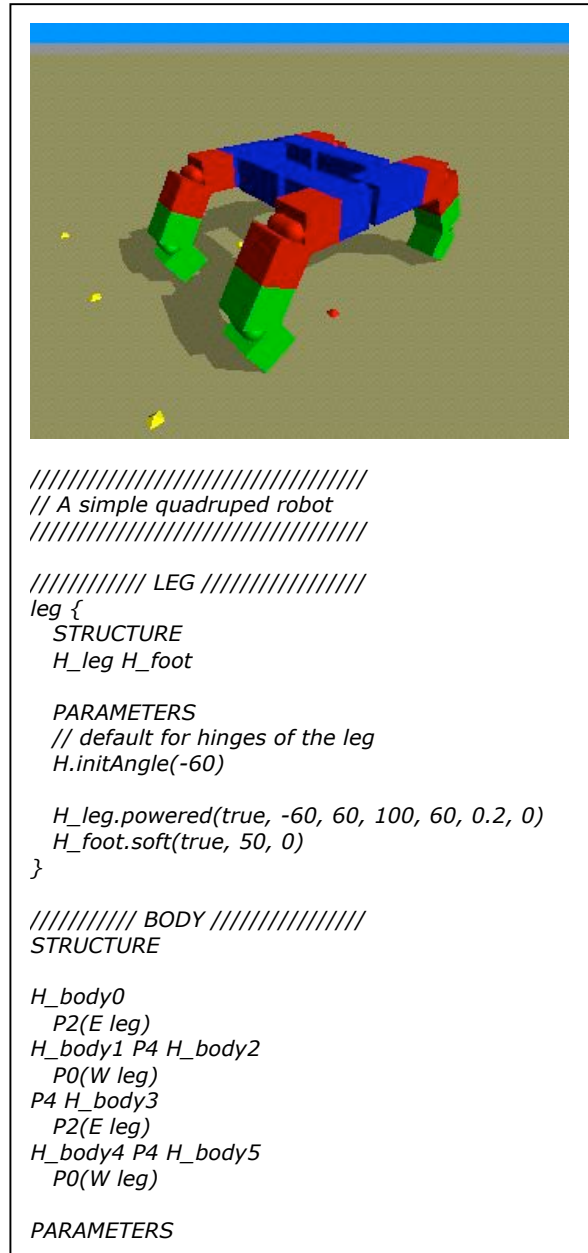 ///////////////////////////////////
// A simple quadruped robot
///////////////////////////////////
//////////// LEG /////////////////
leg {
STRUCTURE
H_leg H_foot
PARAMETERS
// default for hinges of the leg
H.initAngle(-60)
H_leg.powered(true, -60, 60, 100, 60, 0.2, 0)
H_foot.soft(true, 50, 0)
}
/////////// BODY ////////////////
STRUCTURE
H_body0
P2(E leg)
H_body1 P4 H_body2
P0(W leg)
P4 H_body3
P2(E leg)
H_body4 P4 H_body5
P0(W leg)
PARAMETERS